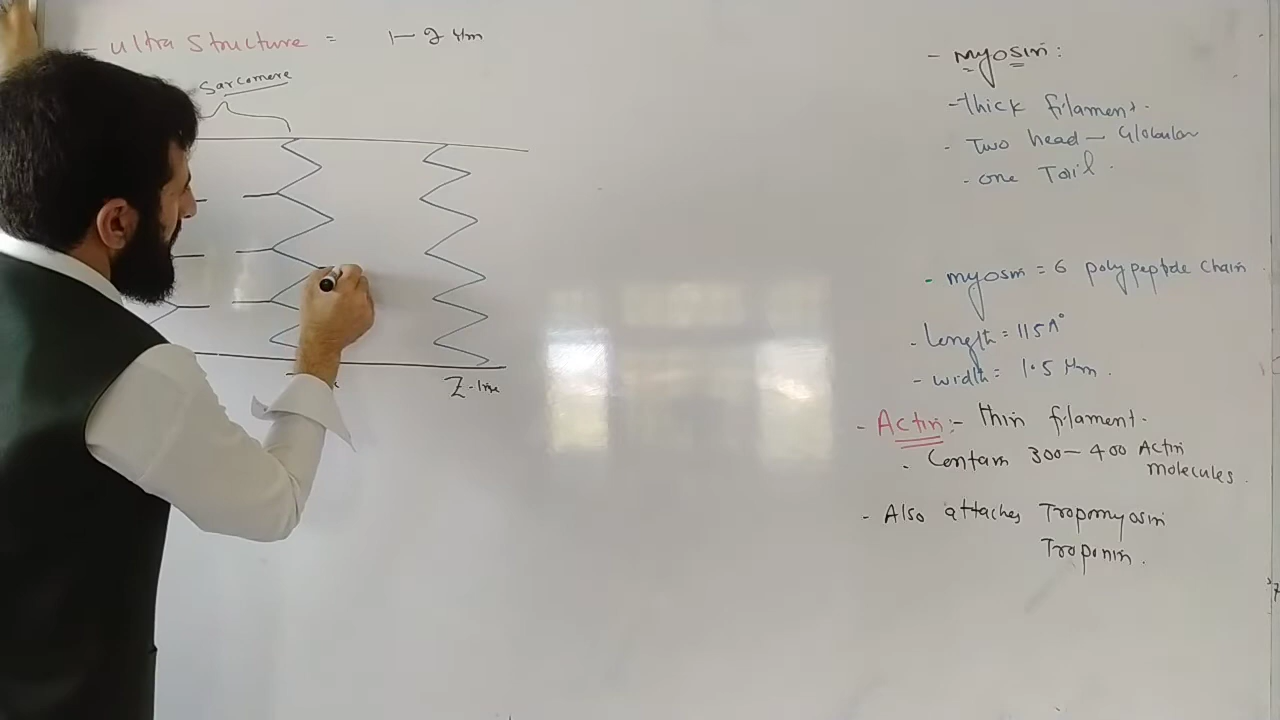 - Ultra Structure = 1-2 µm
Sarcomere
Z-line
- myosin:
- thick filament.
- Two head - Globular
- one Tail.
- myosin = 6 polypeptide Chain
- Length = 115A°
- width = 1.5 µm.
- Actin:- thin filament.
- Contain 300-400 Actin
molecules.
- Also attaches Tropomyosin
Troponin.